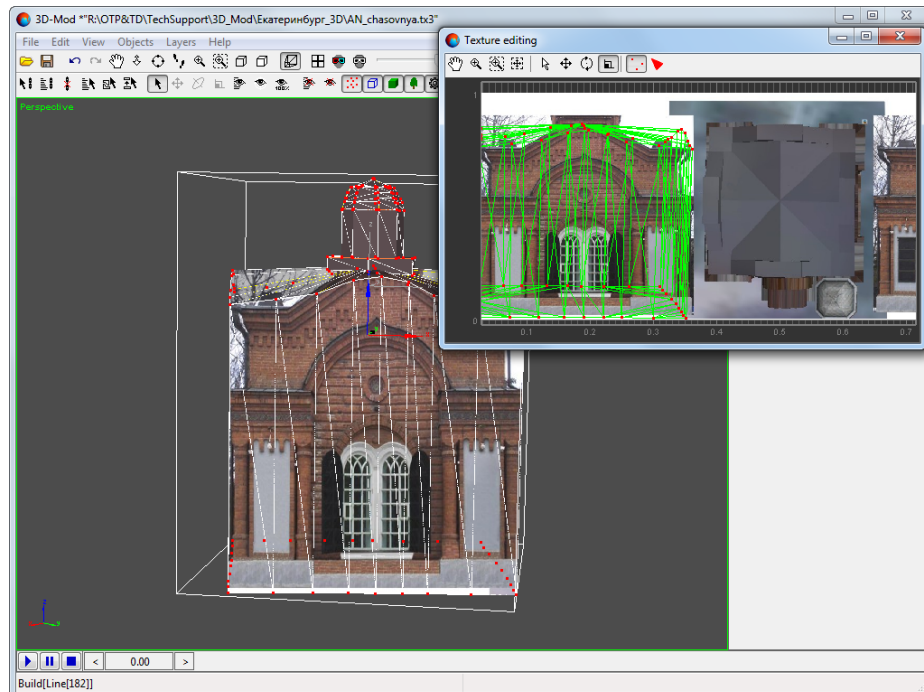 3D-Mod *"R:\OTP&TD\TechSupport\3D_Mod\Екатеринбург_3D\AN_chasovnya.tx3"
File Edit View Objects Layers Help
100%
Perspective
Texture editing
1
0
0.1 0.2 0.3 0.4 0.5 0.6 0.7
z
< 0.00 >
Build[Line[182]]